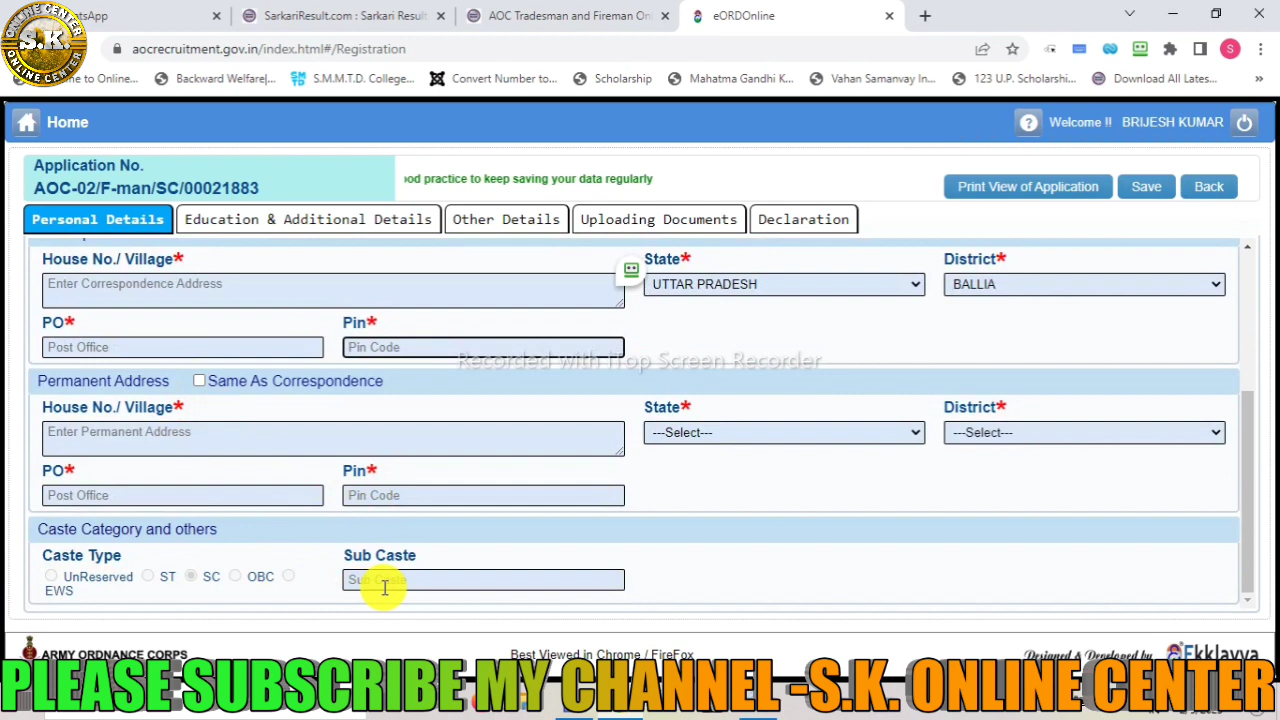 atsApp
SarkariResult.com : Sarkari Result
AOC Tradesman and Fireman On
eORDOnline
S.K.
ONLINE CENTER
aocrecruitment.gov.in/index.html#/Registration
S
me to Online...
Backward Welfare|...
S.M.M.T.D. College...
Convert Number to...
Scholarship
Mahatma Gandhi K...
Vahan Samanvay In...
123 U.P. Scholarshi...
Download All Lates...
Home
Welcome !! BRIJESH KUMAR
Application No.
AOC-02/F-man/SC/00021883
ood practice to keep saving your data regularly
Print View of Application
Save
Back
Personal Details
Education & Additional Details
Other Details
Uploading Documents
Declaration
House No./ Village*
State*
District*
Enter Correspondence Address
UTTAR PRADESH
BALLIA
PO*
Pin*
Post Office
Pin Code
Recorded with iTop Screen Recorder
Permanent Address
Same As Correspondence
House No./ Village*
State*
District*
Enter Permanent Address
---Select---
---Select---
PO*
Pin*
Post Office
Pin Code
Caste Category and others
Caste Type
Sub Caste
UnReserved ST SC OBC
EWS
Sub Caste
ARMY ORDNANCE CORPS
Best Viewed in Chrome / FireFox
Designed & Developed by
Ekklavya
PLEASE SUBSCRIBE MY CHANNEL -S.K. ONLINE CENTER